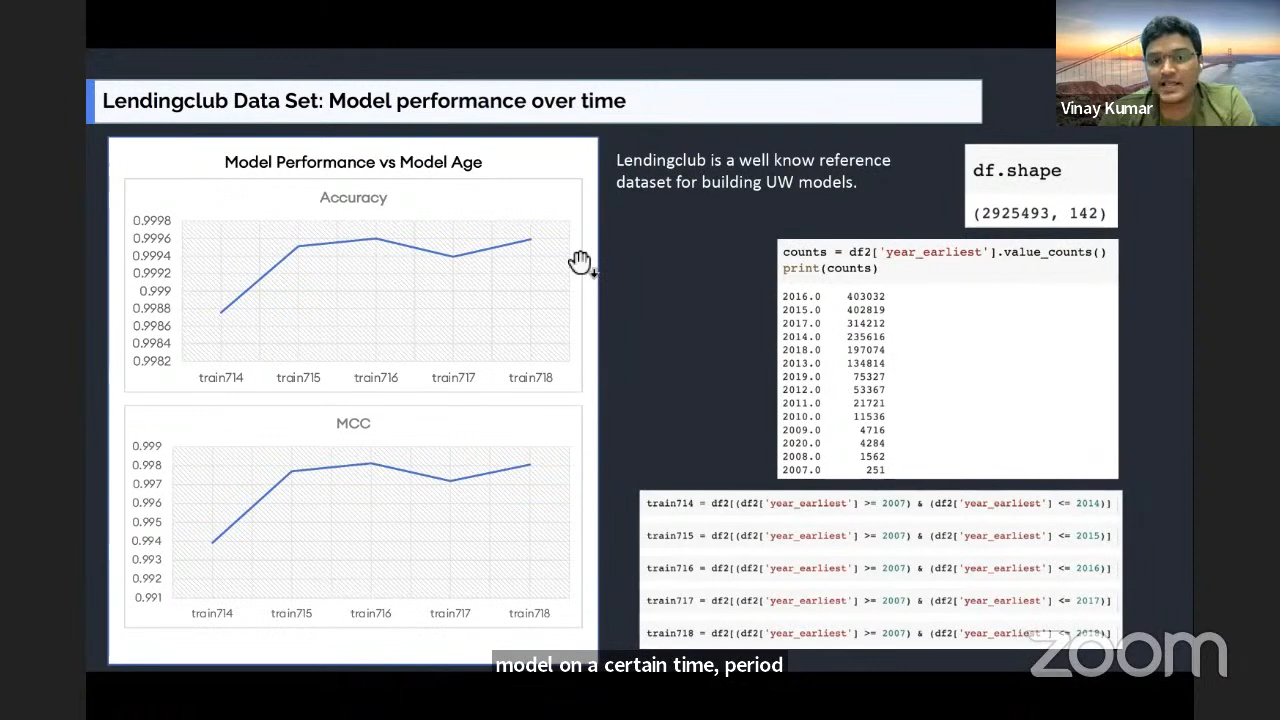 Vinay Kumar
Lendingclub Data Set: Model performance over time
Model Performance vs Model Age
Accuracy
0.9998
0.9996
0.9994
0.9992
0.999
0.9988
0.9986
0.9984
0.9982
train714 train715 train716 train717 train718
MCC
0.999
0.998
0.997
0.996
0.995
0.994
0.993
0.992
0.991
train714 train715 train716 train717 train718
Lendingclub is a well know reference
dataset for building UW models.
df.shape
(2925493, 142)
counts = df2['year_earliest'].value_counts()
print(counts)
2016.0 403032
2015.0 402819
2017.0 314212
2014.0 235616
2018.0 197074
2013.0 134814
2019.0 75327
2012.0 53367
2011.0 21721
2010.0 11536
2009.0 4716
2020.0 4284
2008.0 1562
2007.0 251
train714 = df2[(df2['year_earliest'] >= 2007) & (df2['year_earliest'] <= 2014)]
train715 = df2[(df2['year_earliest'] >= 2007) & (df2['year_earliest'] <= 2015)]
train716 = df2[(df2['year_earliest'] >= 2007) & (df2['year_earliest'] <= 2016)]
train717 = df2[(df2['year_earliest'] >= 2007) & (df2['year_earliest'] <= 2017)]
train718 = df2[(df2['year_earliest'] >= 2007) & (df2['year_earliest'] <= 2018)]
zoom
model on a certain time, period